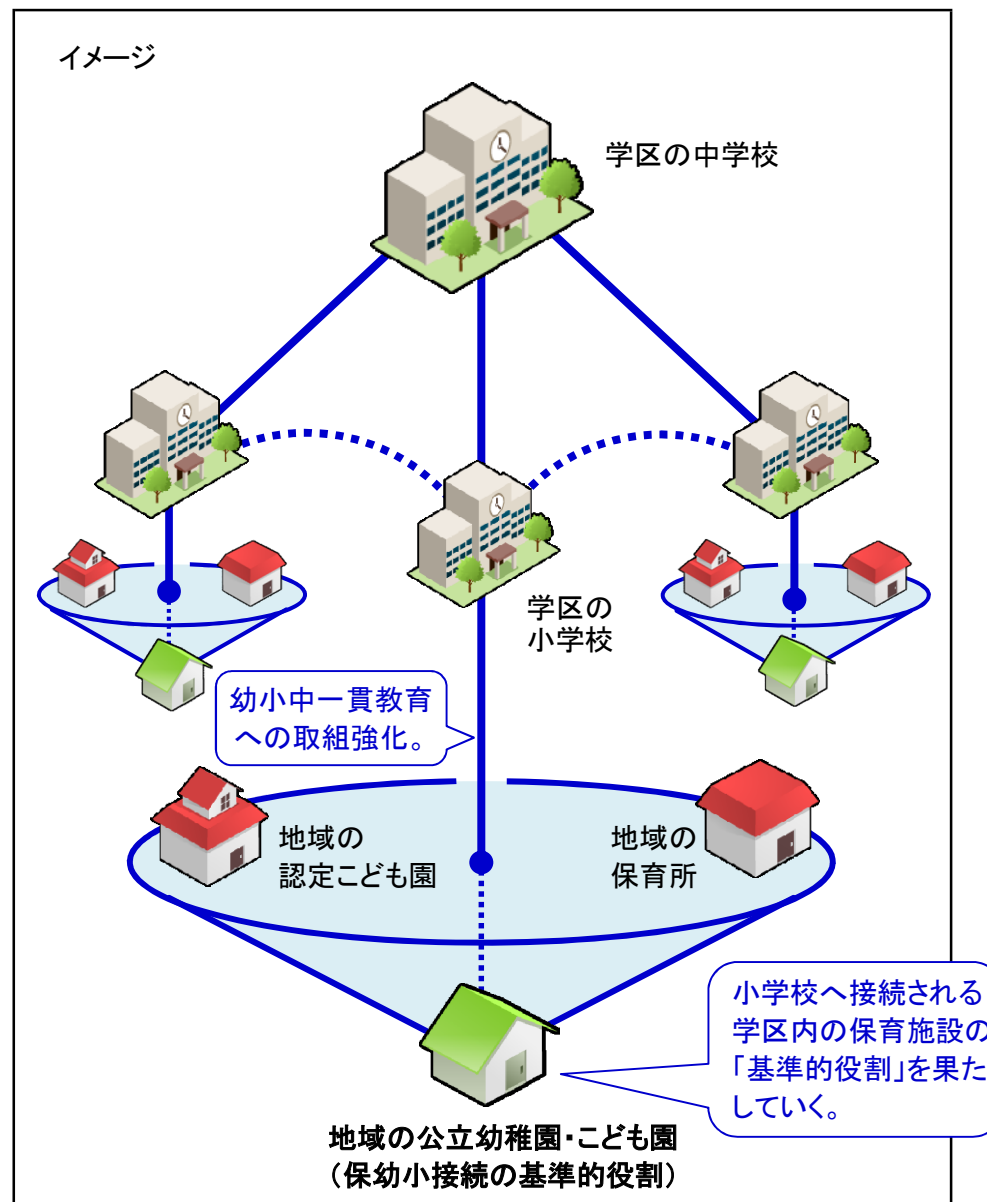 イメージ
学区の中学校
学区の
小学校
幼小中一貫教育
への取組強化。
地域の
認定こども園
地域の
保育所
小学校へ接続される
学区内の保育施設の
「基準的役割」を果た
していく。
地域の公立幼稚園・こども園
（保幼小接続の基準的役割）